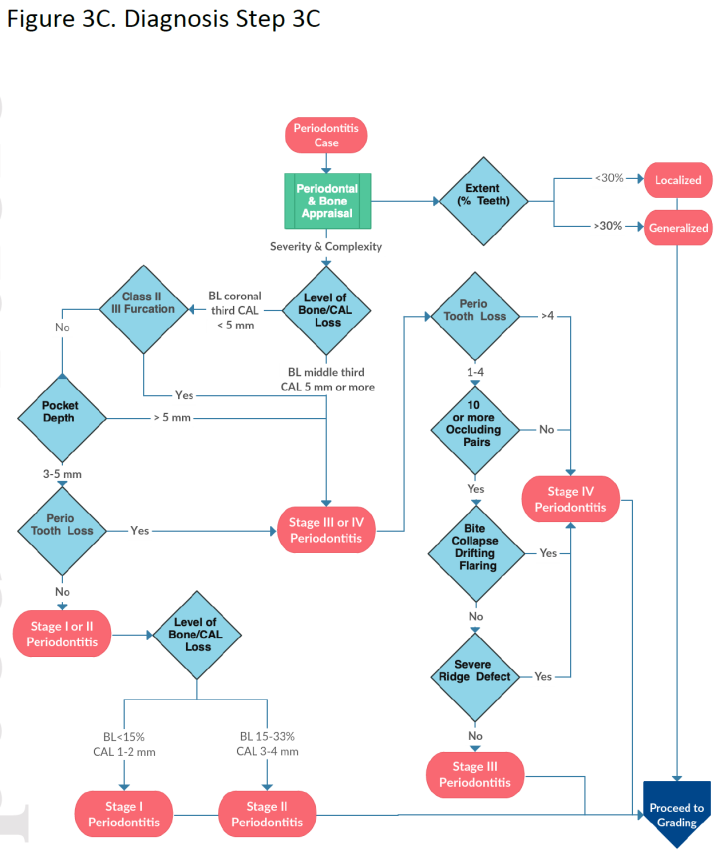 Figure 3C. Diagnosis Step 3C
Periodontitis
Case
Periodontal
& Bone
Appraisal
Extent
(% Teeth)
<30%
Localized
>30%
Generalized
Severity & Complexity
Class II
III Furcation
BL coronal
third CAL
< 5 mm
Level of
Bone/CAL
Loss
Perio
Tooth Loss
>4
No
BL middle third
CAL 5 mm or more
1-4
Yes
Pocket
Depth
> 5 mm
10
or more
Occluding
Pairs
No
3-5 mm
Yes
Stage IV
Periodontitis
Perio
Tooth Loss
Yes
Stage III or IV
Periodontitis
Bite
Collapse
Drifting
Flaring
Yes
No
No
Stage I or II
Periodontitis
Level of
Bone/CAL
Loss
Severe
Ridge Defect
Yes
BL<15%
CAL 1-2 mm
BL 15-33%
CAL 3-4 mm
No
Stage III
Periodontitis
Stage I
Periodontitis
Stage II
Periodontitis
Proceed to
Grading